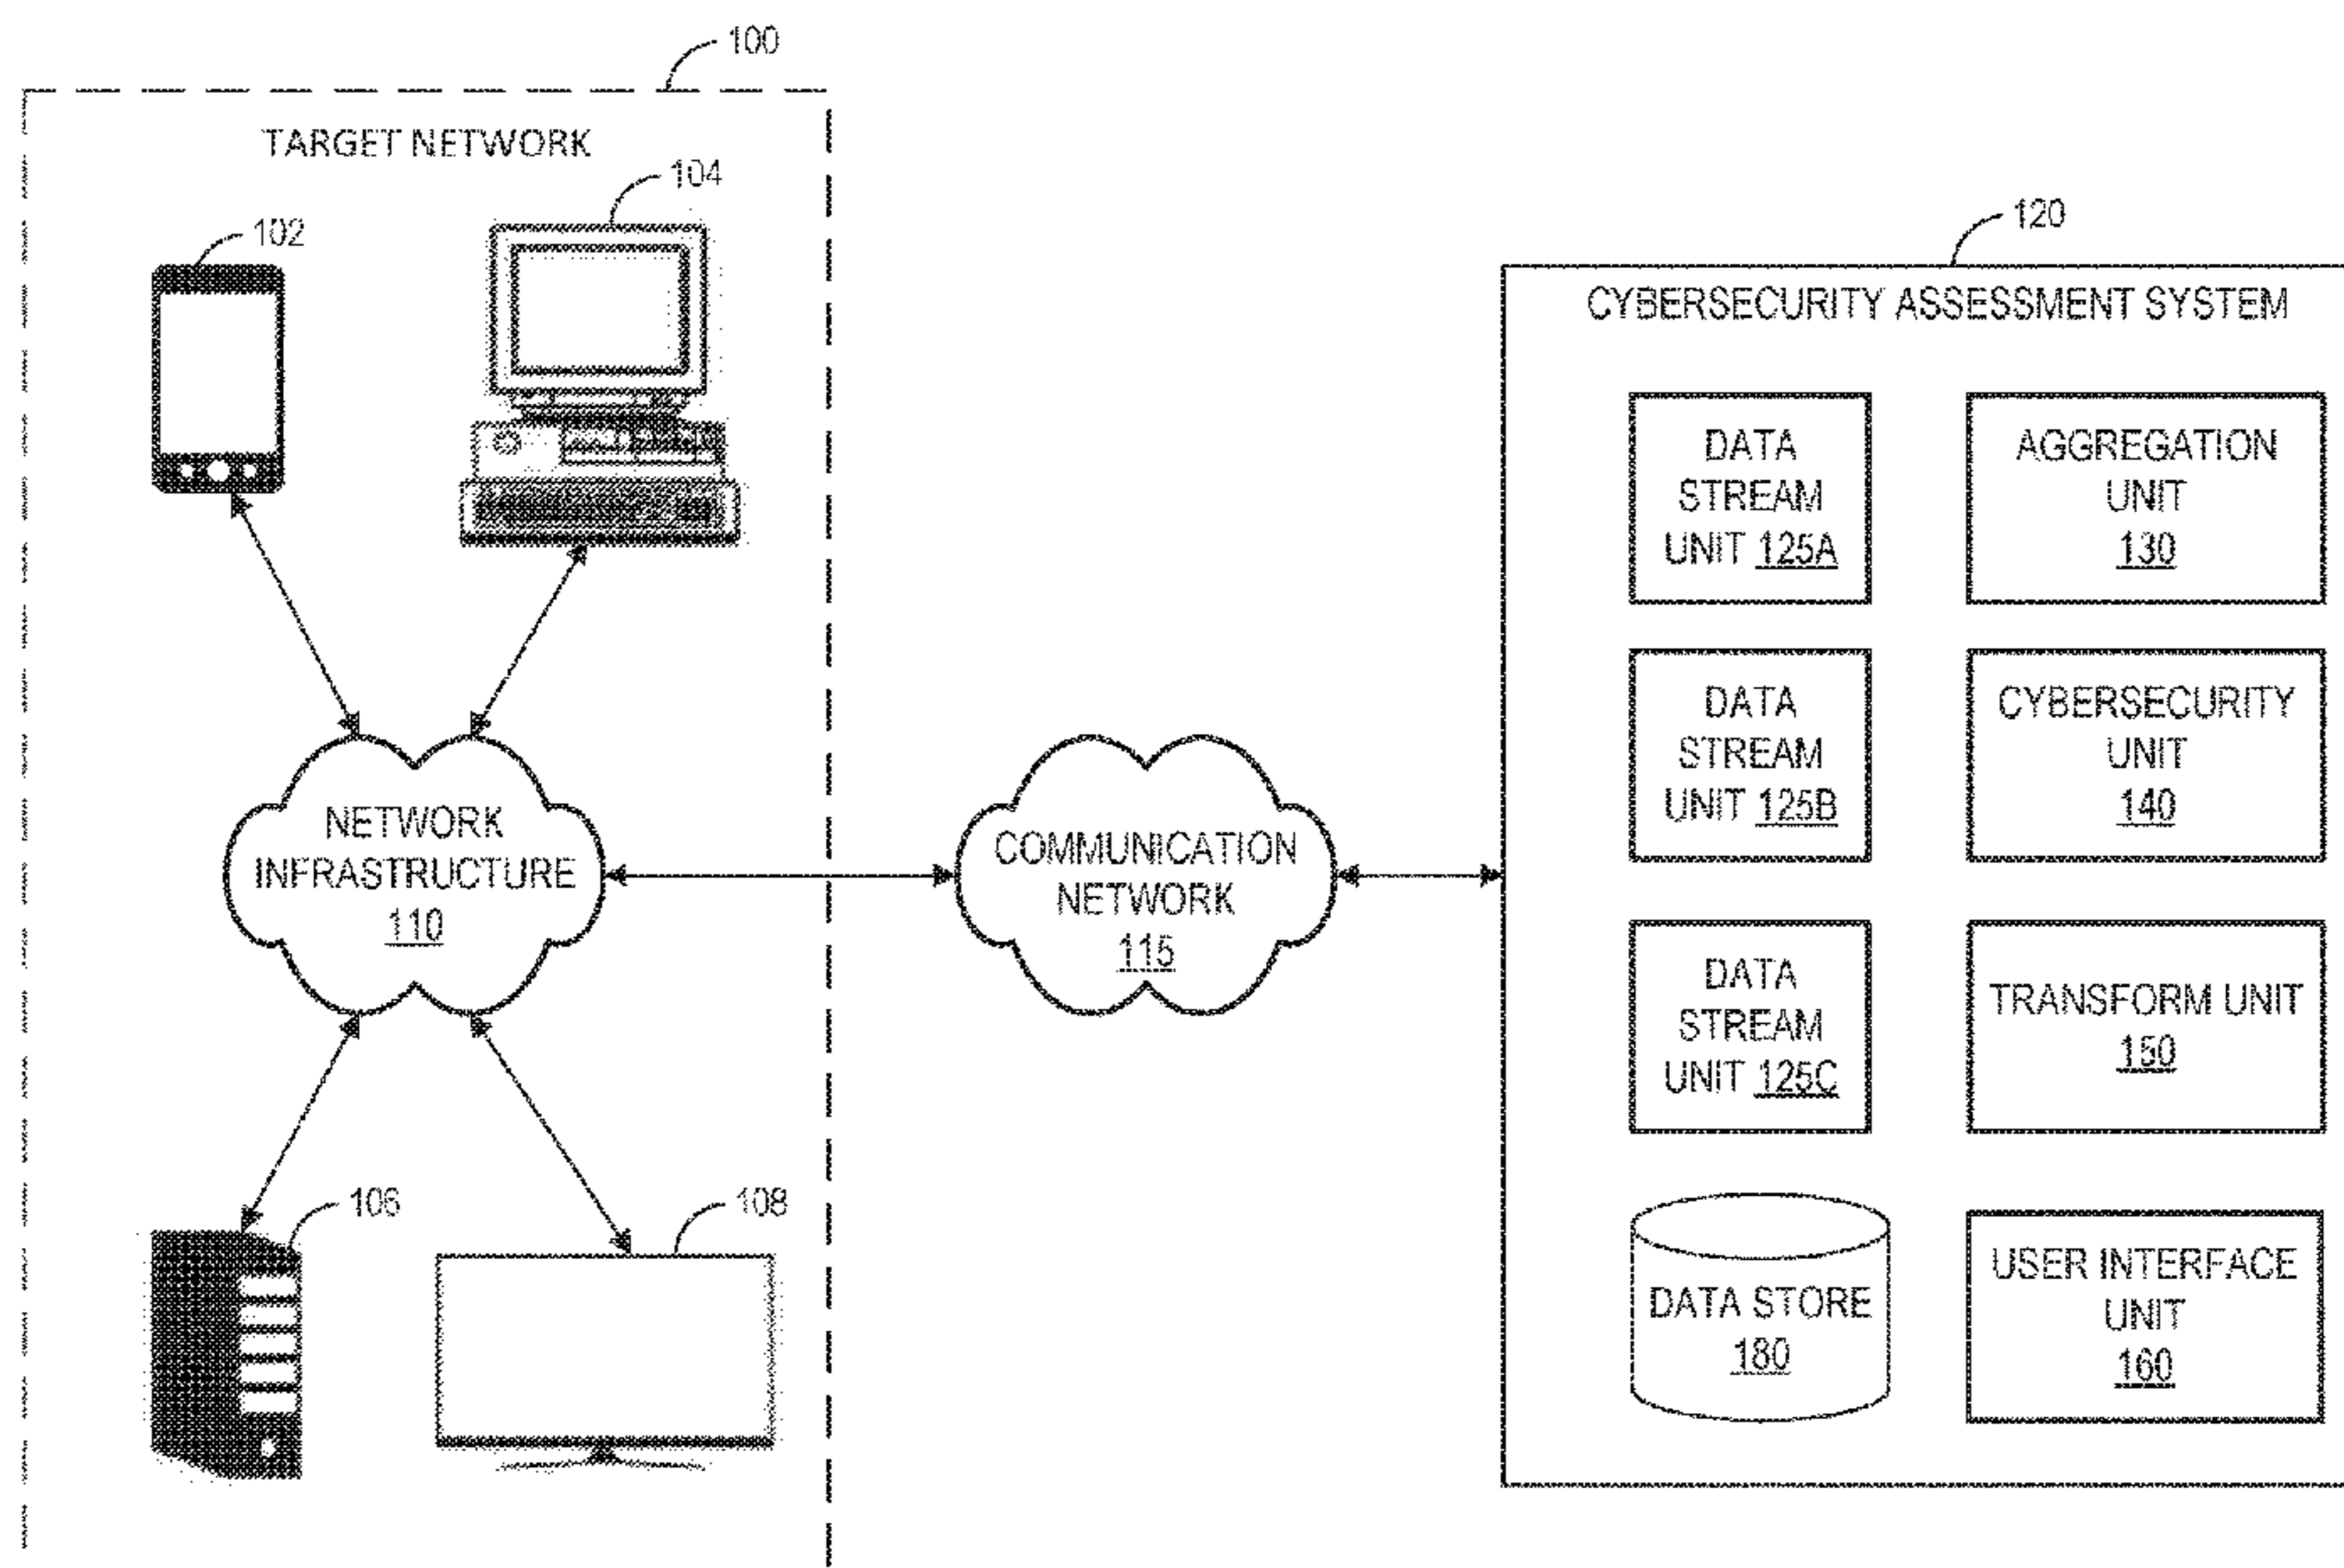 100
TARGET NETWORK
104
102
120
CYBERSECURITY ASSESSMENT SYSTEM
DATA
STREAM
UNIT 125A
AGGREGATION
UNIT
130
DATA
STREAM
UNIT 125B
CYBERSECURITY
UNIT
140
NETWORK
INFRASTRUCTURE
110
COMMUNICATION
NETWORK
115
DATA
STREAM
UNIT 125C
TRANSFORM UNIT
150
106
108
DATA STORE
180
USER INTERFACE
UNIT
160